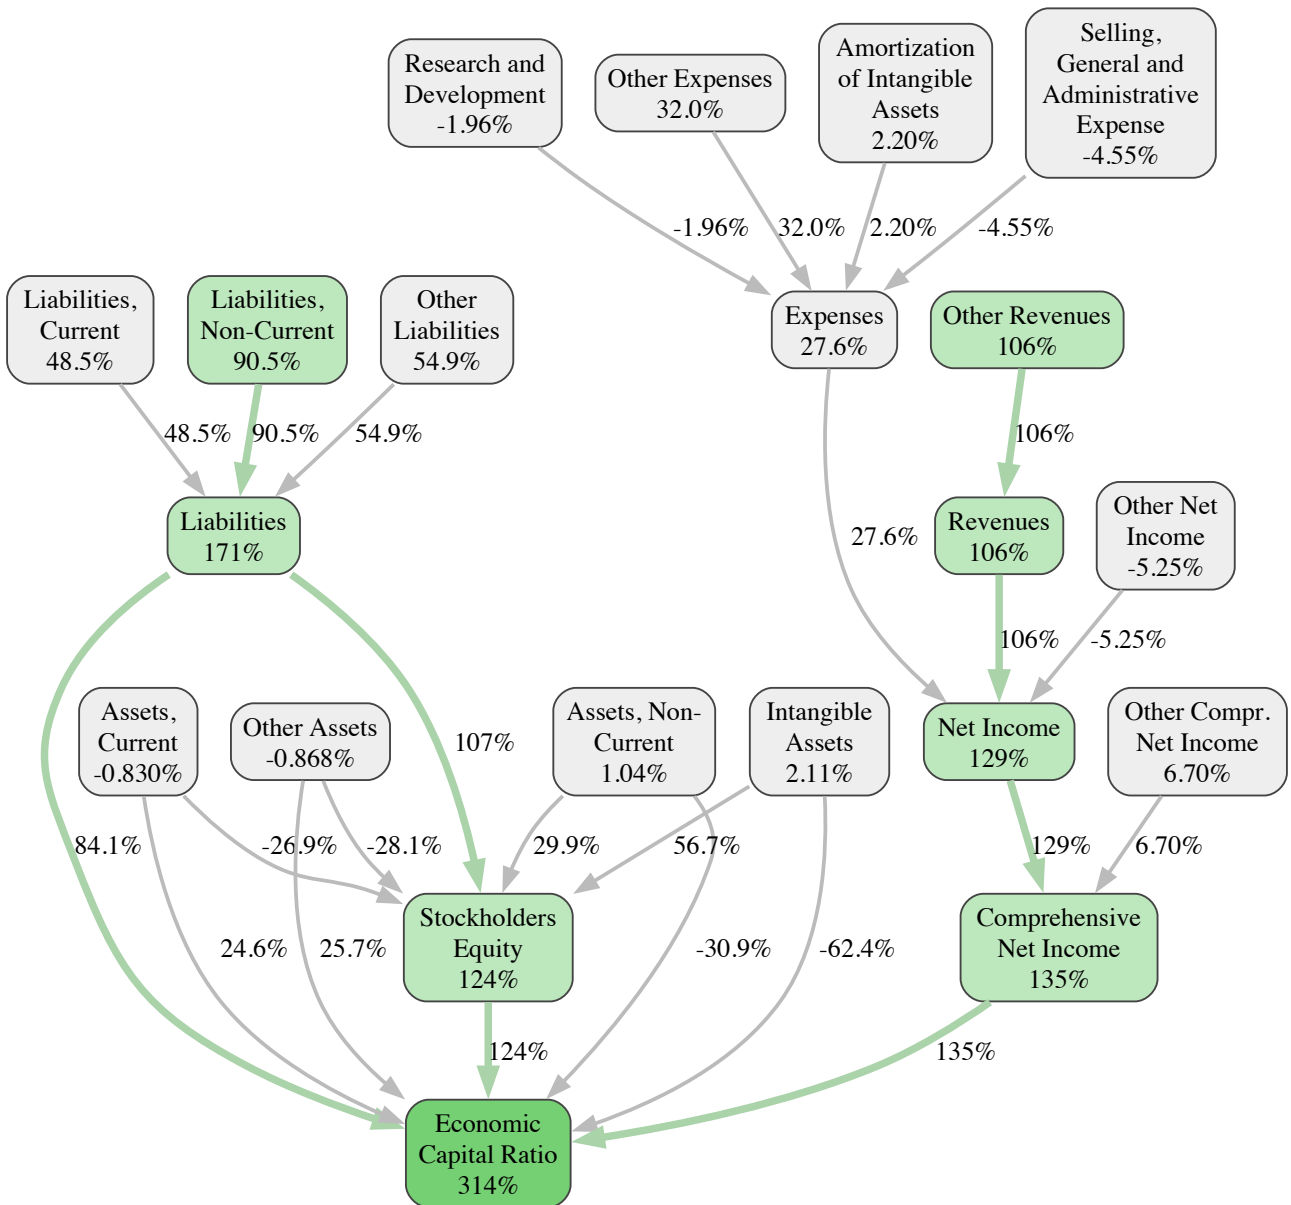 Research and
Development
-1.96%
Other Expenses
32.0%
Amortization
of Intangible
Assets
2.20%
Selling,
General and
Administrative
Expense
-4.55%
-1.96%
32.0%
2.20%
-4.55%
Liabilities,
Current
48.5%
Liabilities,
Non-Current
90.5%
Other
Liabilities
54.9%
Expenses
27.6%
Other Revenues
106%
48.5%
90.5%
54.9%
106%
Liabilities
171%
27.6%
Revenues
106%
Other Net
Income
-5.25%
106%
-5.25%
Assets,
Current
-0.830%
Other Assets
-0.868%
107%
Assets, Non-
Current
1.04%
Intangible
Assets
2.11%
Net Income
129%
Other Compr.
Net Income
6.70%
84.1%
-26.9%
-28.1%
29.9%
56.7%
129%
6.70%
24.6%
25.7%
Stockholders
Equity
124%
-30.9%
-62.4%
Comprehensive
Net Income
135%
124%
135%
Economic
Capital Ratio
314%